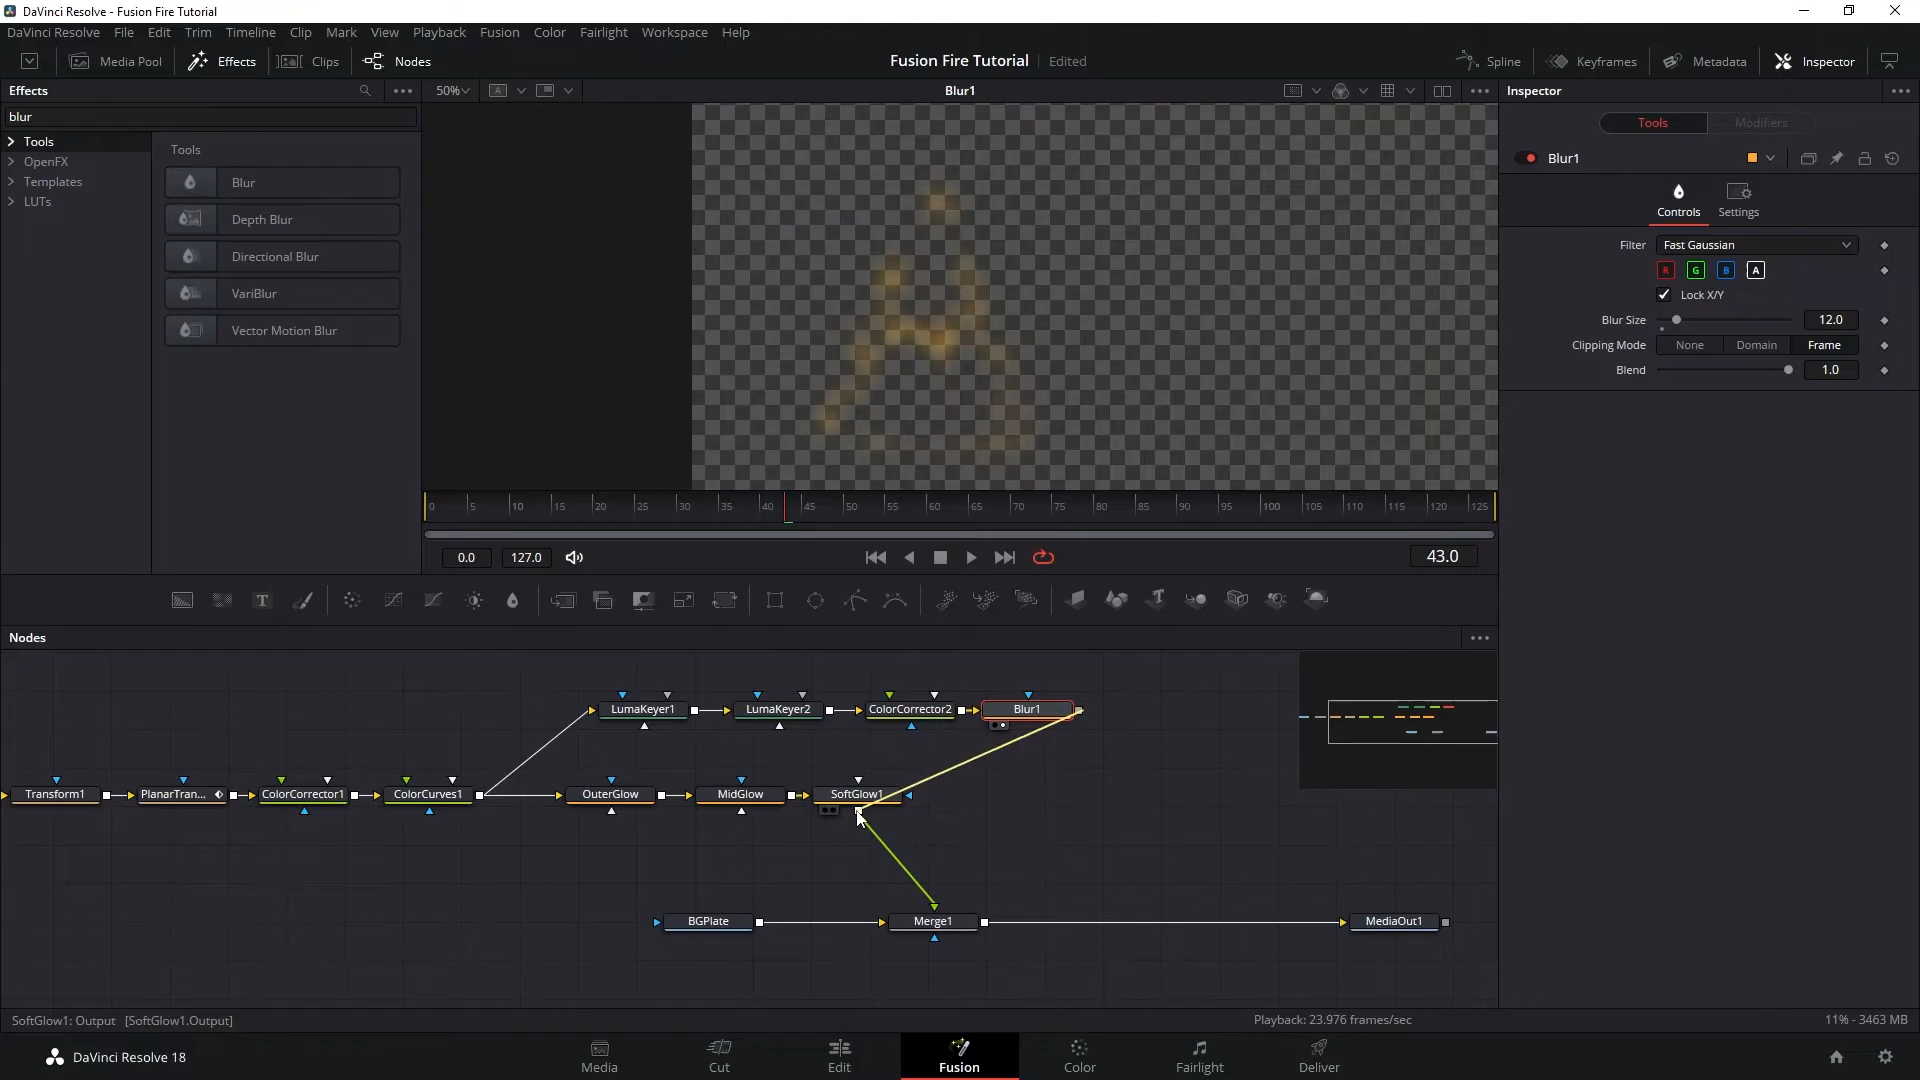 DaVinci Resolve - Fusion Fire Tutorial
DaVinci Resolve File Edit Trim Timeline Clip Mark View Playback Fusion Color Fairlight Workspace Help
Media Pool Effects Clips Nodes Fusion Fire Tutorial Edited Spline Keyframes Metadata Inspector
Effects 50% A Blur1 Inspector
blur
Tools
OpenFX
Templates
LUTs
Tools
Blur
Depth Blur
Directional Blur
VariBlur
Vector Motion Blur
Tools Modifiers
Blur1
Controls Settings
Filter Fast Gaussian
R G B A
Lock X/Y
Blur Size 12.0
Clipping Mode None Domain Frame
Blend 1.0
0 5 10 15 20 25 30 35 40 45 50 55 60 65 70 75 80 85 90 95 100 105 110 115 120 125
0.0 127.0 43.0
T T
Nodes
LumaKeyer1 LumaKeyer2 ColorCorrector2 Blur1
Transform1 PlanarTran... ColorCorrector1 ColorCurves1 OuterGlow MidGlow SoftGlow1
BGPlate Merge1 MediaOut1
SoftGlow1: Output [SoftGlow1.Output] Playback: 23.976 frames/sec 11% - 3463 MB
DaVinci Resolve 18 Media Cut Edit Fusion Color Fairlight Deliver